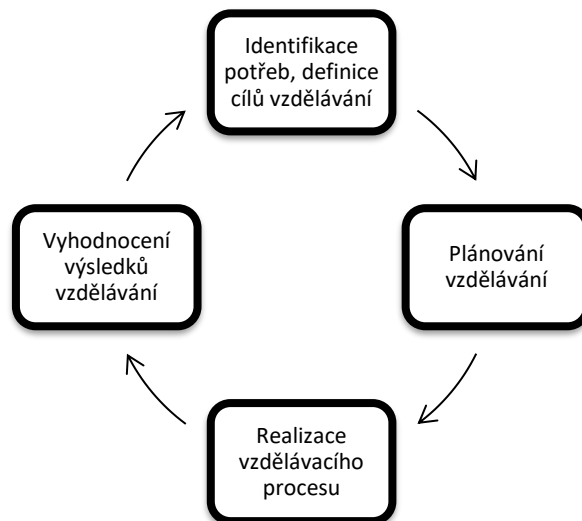 Identifikace
potřeb, definice
cílů vzdělávání
Plánování
vzdělávání
Realizace
vzdělávacího
procesu
Vyhodnocení
výsledků
vzdělávání